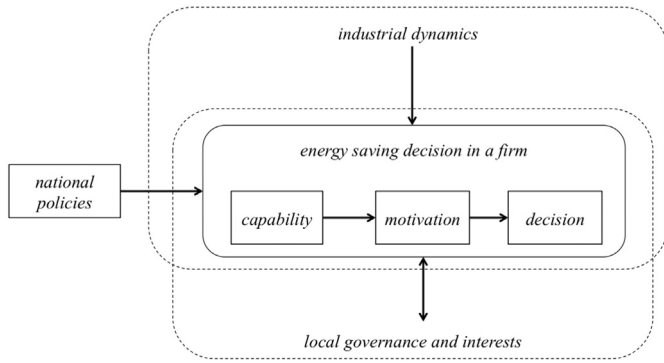 industrial dynamics
energy saving decision in a firm
national
policies
capability
motivation
decision
local governance and interests